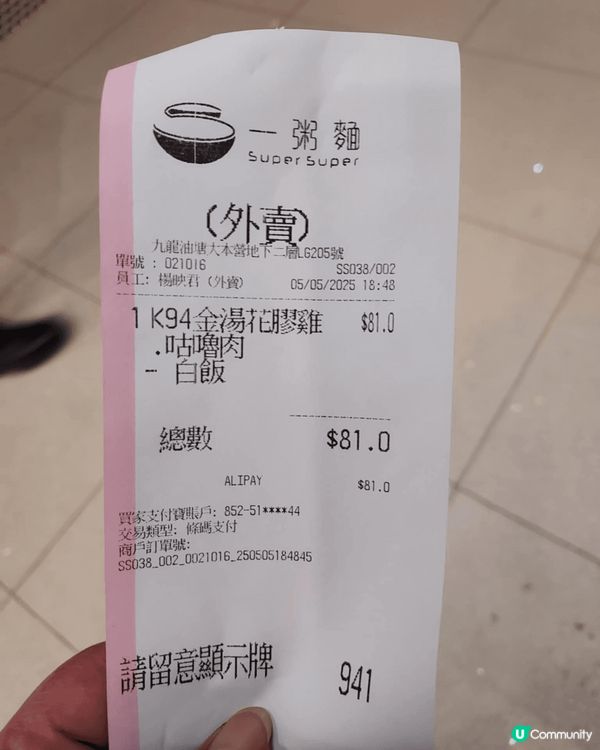 一粥麵
Super Super
(外賣)
九龍油塘大本營地下二層LG205號
單號 : 021016 SS038/002
員工: 楊映君 (外賣) 05/05/2025 18:48
1 K94金湯花膠雞 $81.0
.咕嚕肉
- 白飯
總數 $81.0
ALIPAY $81.0
買家支付寶賬戶: 852-51****44
交易類型: 條碼支付
商戶訂單號:
SS038_002_0021016_250505184845
請留意顯示牌 941
U Community